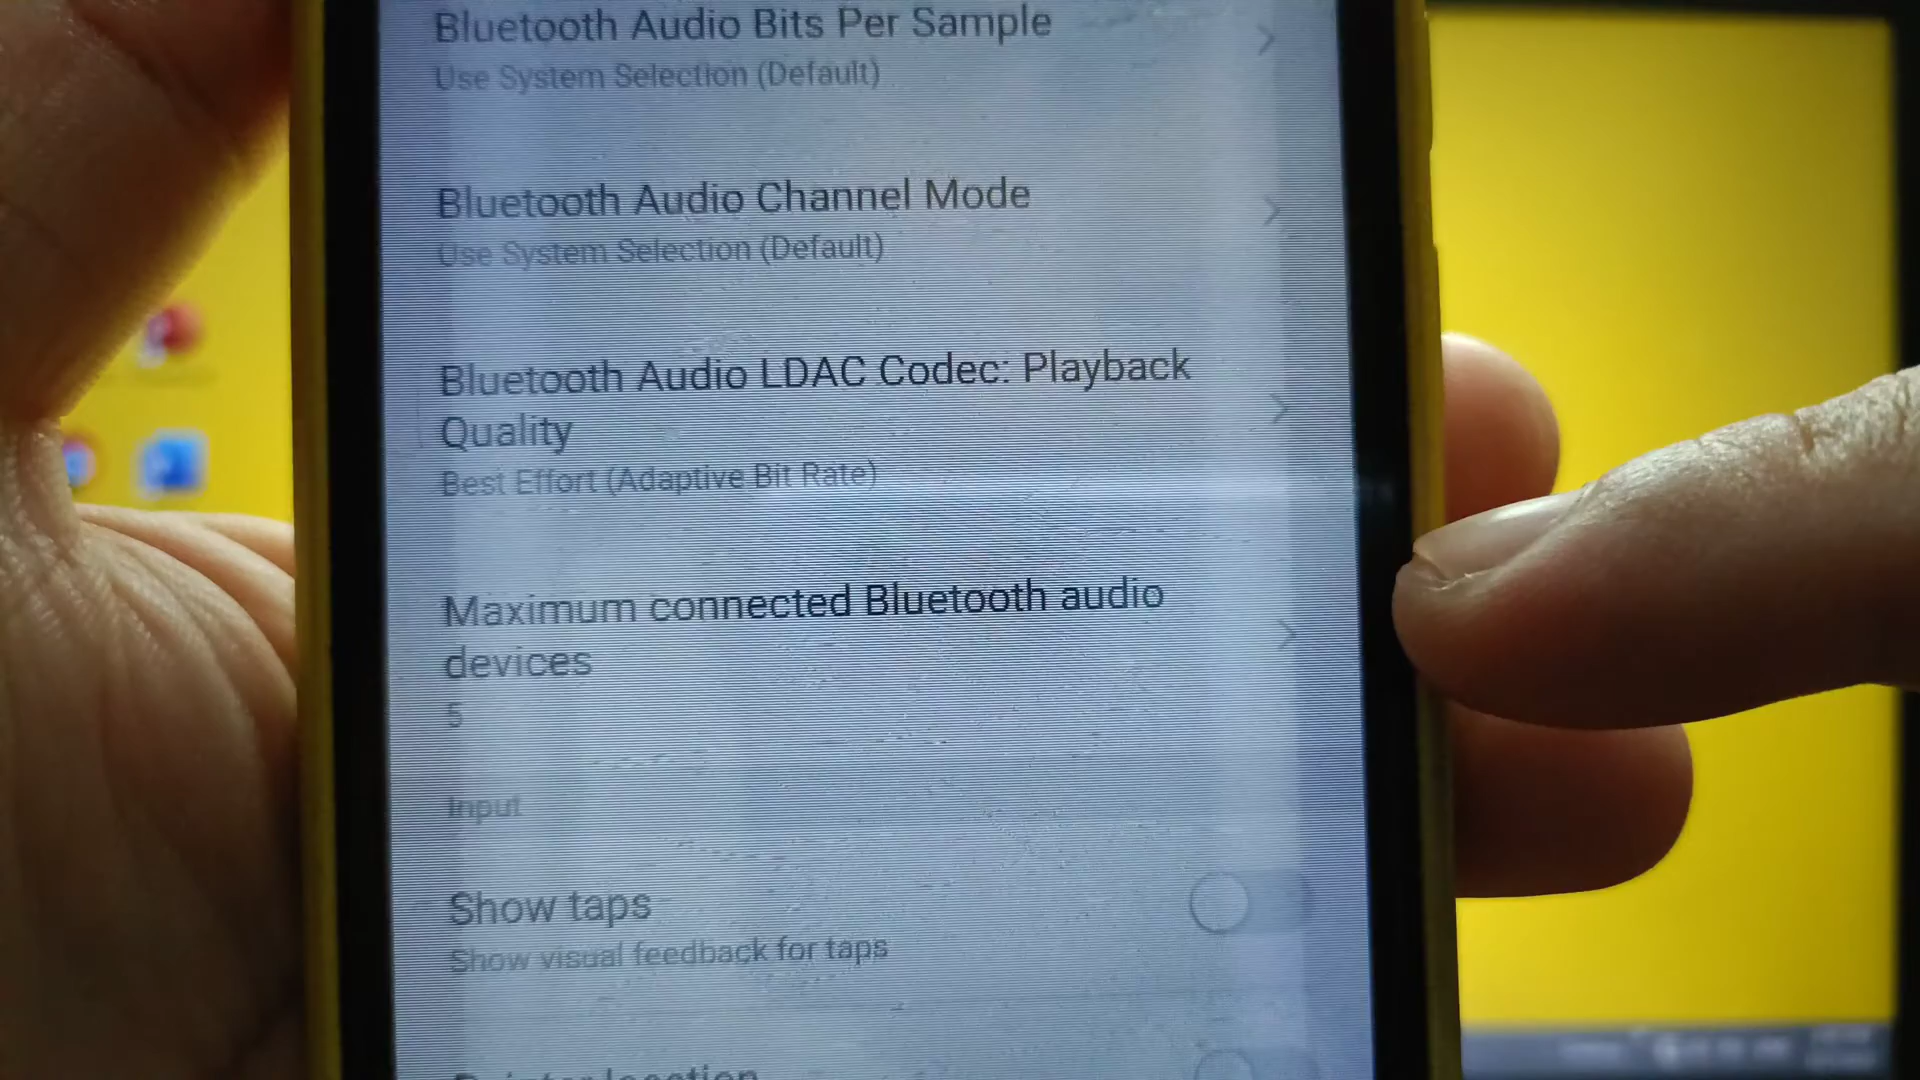 Bluetooth Audio Bits Per Sample
Use System Selection (Default)
Bluetooth Audio Channel Mode
Use System Selection (Default)
Bluetooth Audio LDAC Codec: Playback
Quality
Best Effort (Adaptive Bit Rate)
Maximum connected Bluetooth audio
devices
5
Input
Show taps
Show visual feedback for taps
Pointer location